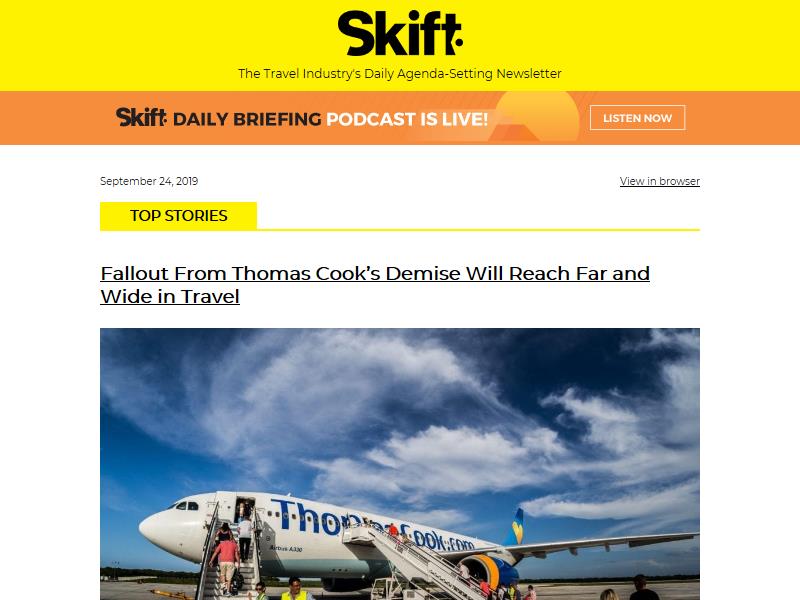 Skift
The Travel Industry's Daily Agenda-Setting Newsletter
Skift DAILY BRIEFING PODCAST IS LIVE!
LISTEN NOW
September 24, 2019
View in browser
TOP STORIES
Fallout From Thomas Cook’s Demise Will Reach Far and
Wide in Travel
Thomas Cook.com
Airbus A330